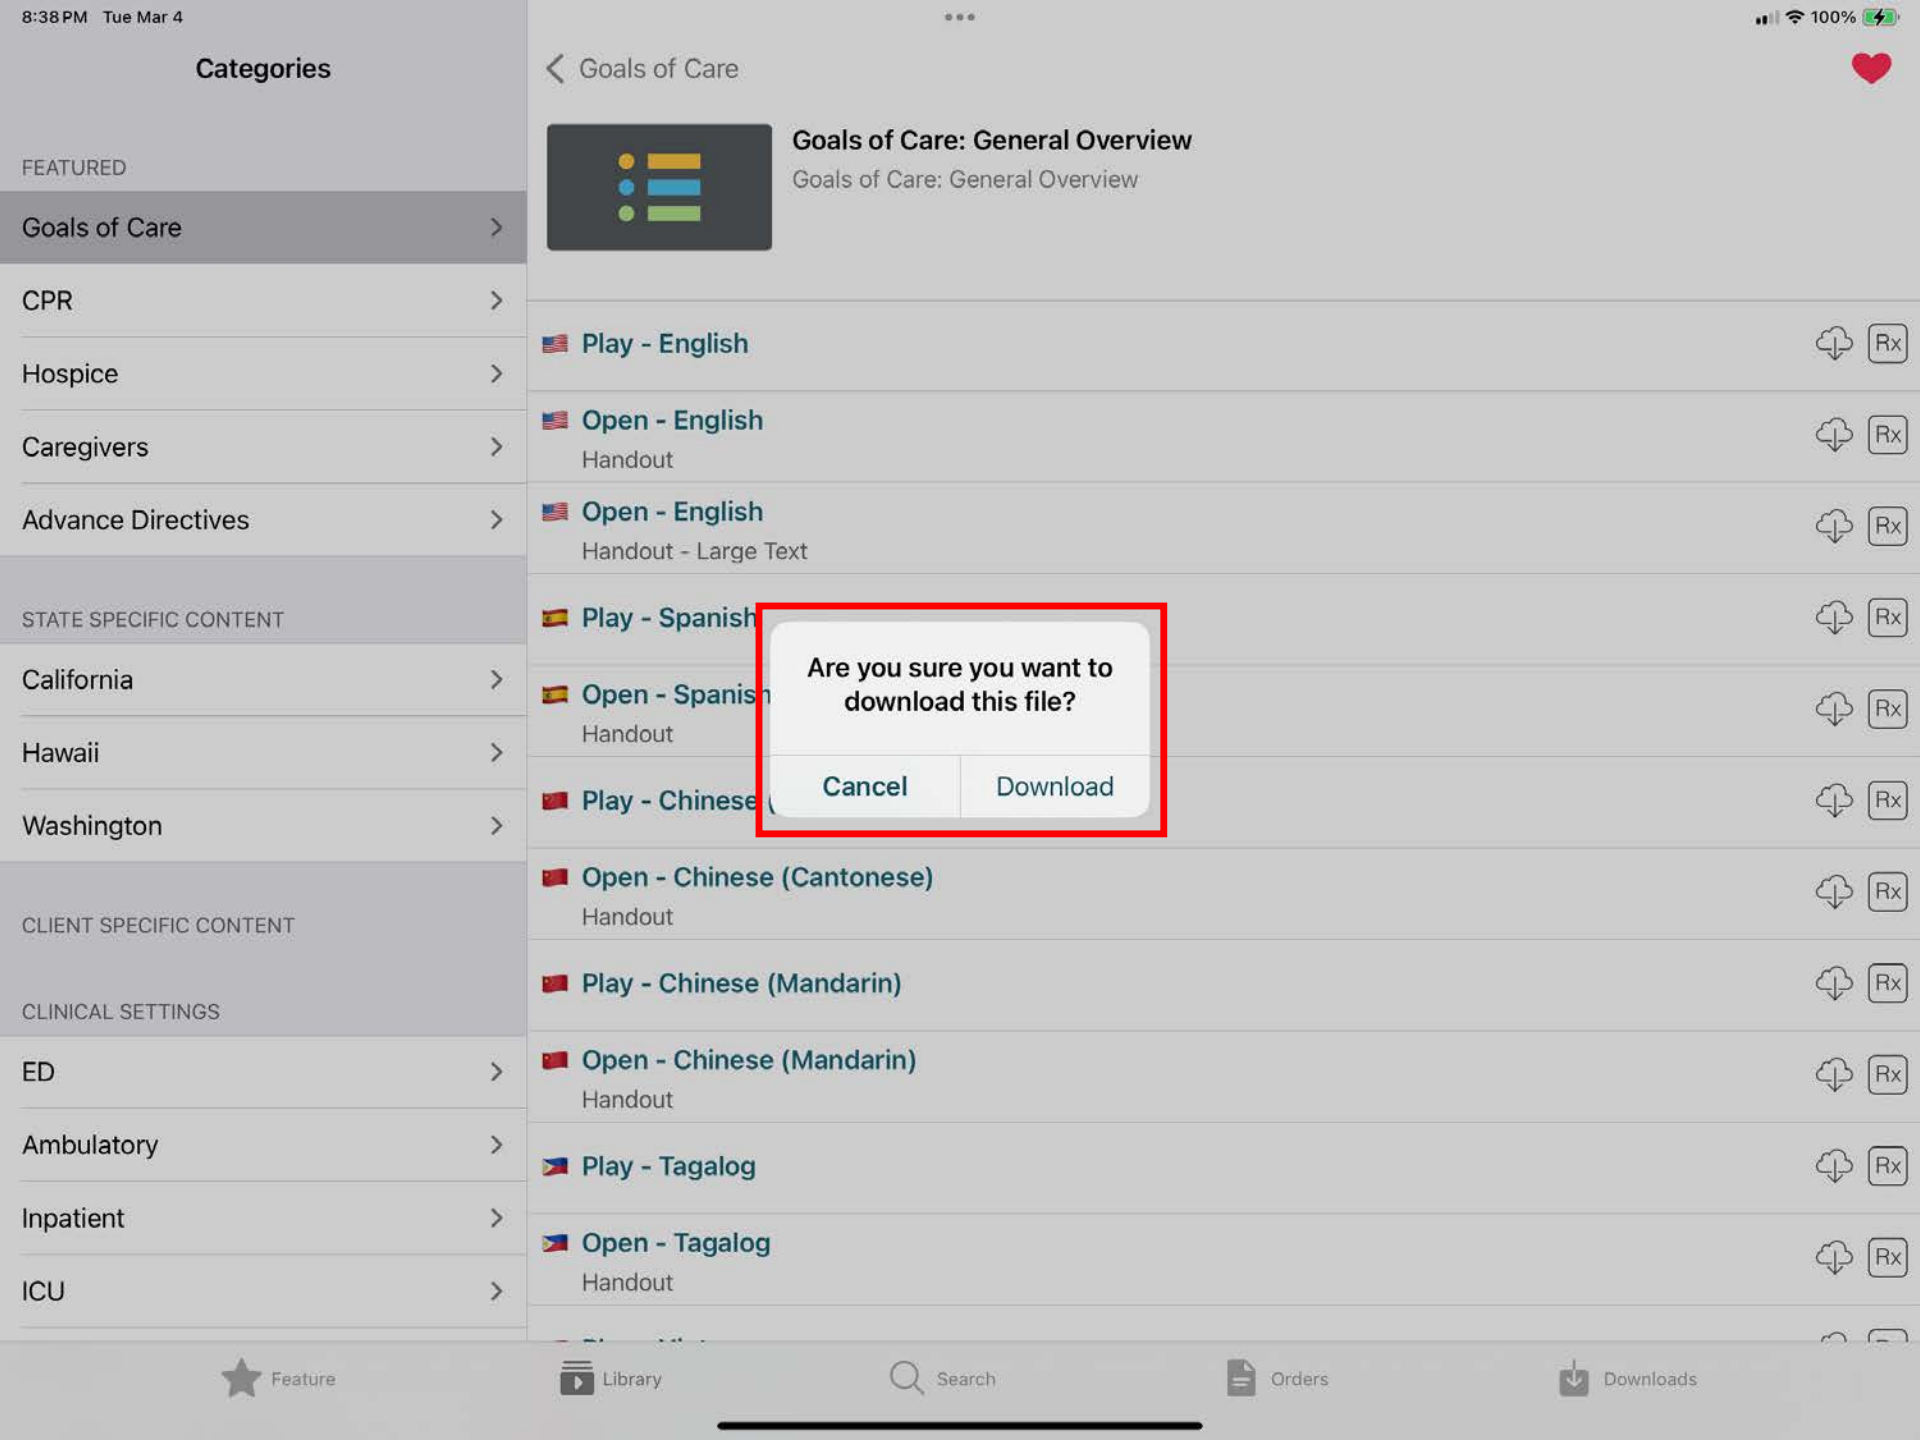 8:38 PM Tue Mar 4
100%
Categories
FEATURED
Goals of Care
CPR
Hospice
Caregivers
Advance Directives
STATE SPECIFIC CONTENT
California
Hawaii
Washington
CLIENT SPECIFIC CONTENT
CLINICAL SETTINGS
ED
Ambulatory
Inpatient
ICU
Goals of Care
Goals of Care: General Overview
Goals of Care: General Overview
Play - English
Rx
Open - English
Handout
Rx
Open - English
Handout - Large Text
Rx
Play - Spanish
Rx
Open - Spanish
Handout
Rx
Play - Chinese (
Rx
Open - Chinese (Cantonese)
Handout
Rx
Play - Chinese (Mandarin)
Rx
Open - Chinese (Mandarin)
Handout
Rx
Play - Tagalog
Rx
Open - Tagalog
Handout
Rx
Are you sure you want to
download this file?
Cancel
Download
Feature
Library
Search
Orders
Downloads